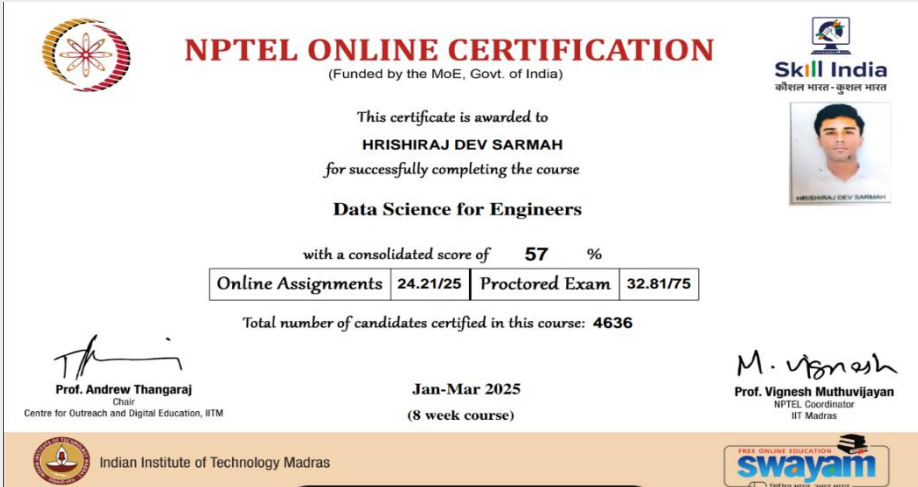 NPTEL ONLINE CERTIFICATION
(Funded by the MoE, Govt. of India)
Skill India
कौशल भारत - कुशल भारत
This certificate is awarded to
HRISHIRAJ DEV SARMAH
for successfully completing the course
HRISHIRAJ DEV SARMAH
Data Science for Engineers
with a consolidated score of 57 %
Online Assignments 24.21/25 Proctored Exam 32.81/75
Total number of candidates certified in this course: 4636
M. Vignesh
Prof. Andrew Thangaraj
Chair
Centre for Outreach and Digital Education, IITM
Jan-Mar 2025
(8 week course)
Prof. Vignesh Muthuvijayan
NPTEL Coordinator
IIT Madras
Indian Institute of Technology Madras
FREE ONLINE EDUCATION
swayam